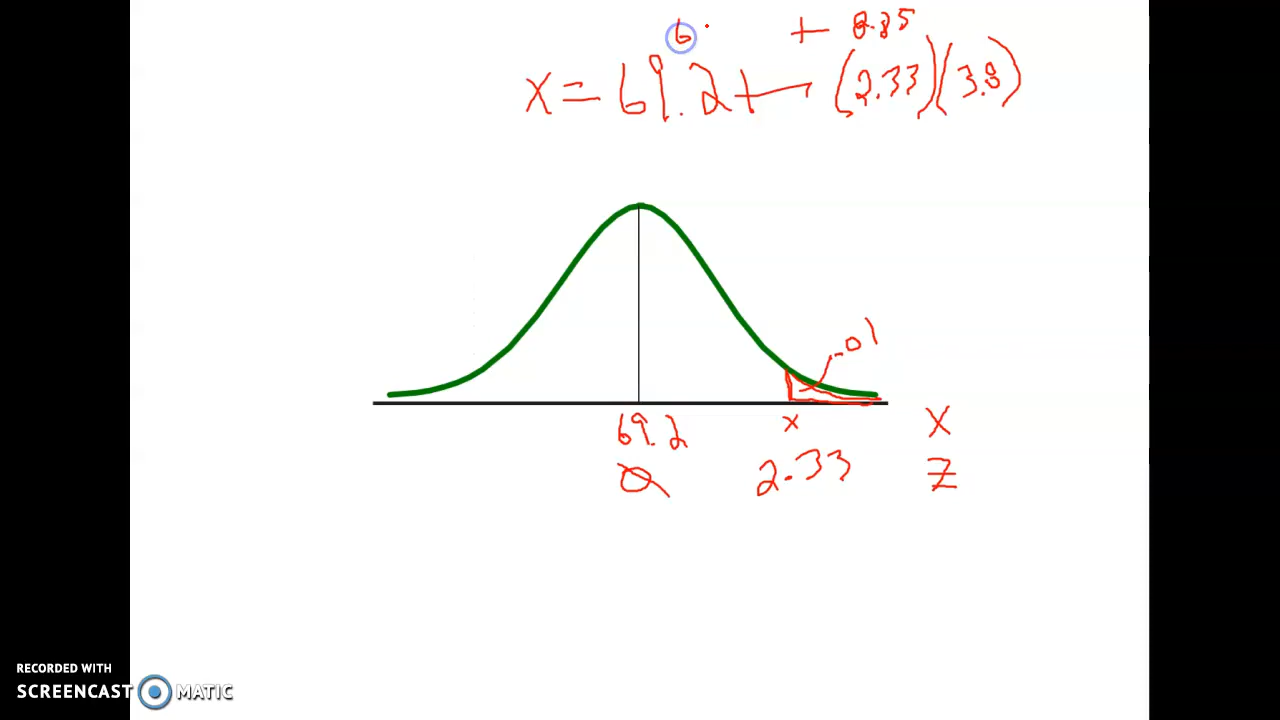 6. + 8.85
x = 69.2 + (2.33)(3.8)
.01
69.2 x X
0 2.33 Z
RECORDED WITH
SCREENCAST MATIC